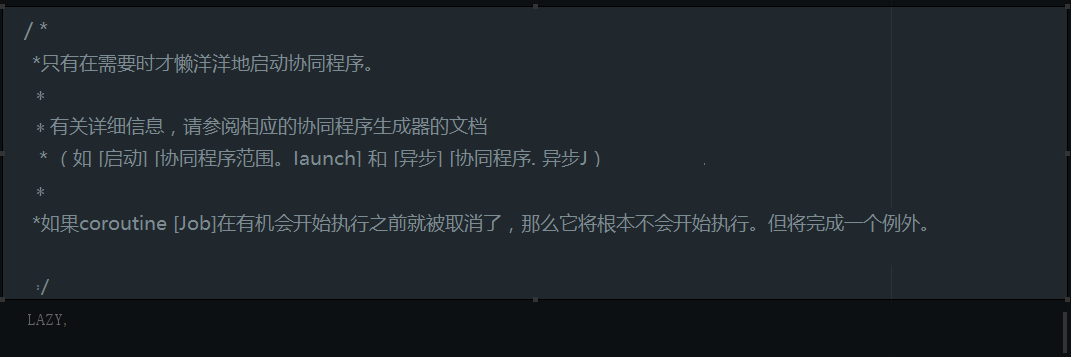 / *
*只有在需要时才懒洋洋地启动协同程序。
*
* 有关详细信息，请参阅相应的协同程序生成器的文档
* （如 [启动] [协同程序范围。launch] 和 [异步] [协同程序. 异步J ）
*
*如果coroutine [Job]在有机会开始执行之前就被取消了，那么它将根本不会开始执行。但将完成一个例外。
:/
LAZY,